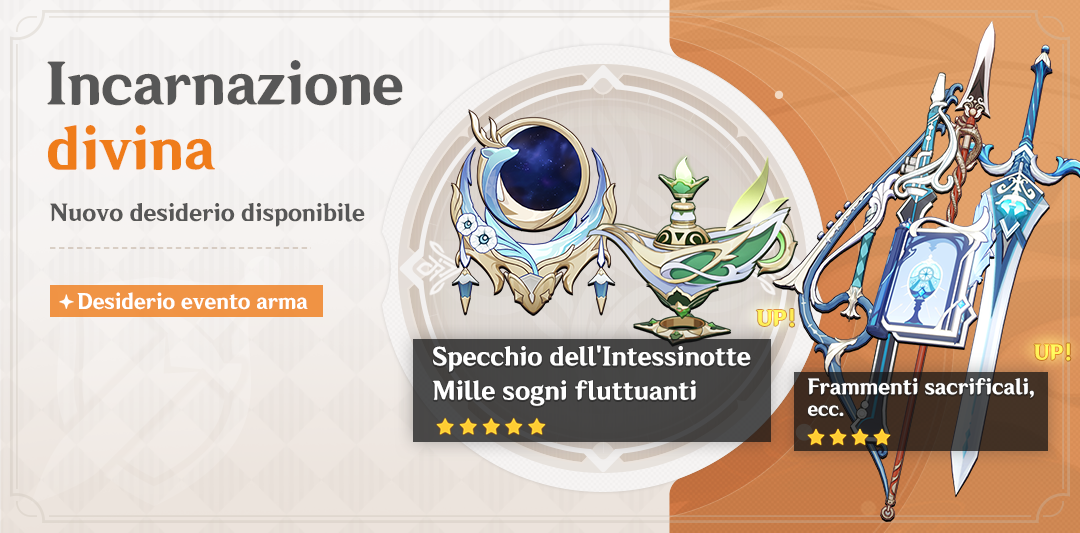 Incarnazione
divina
Nuovo desiderio disponibile
Desiderio evento arma
UP!
Specchio dell'Intessinotte
Mille sogni fluttuanti
UP!
Frammenti sacrificali,
ecc.